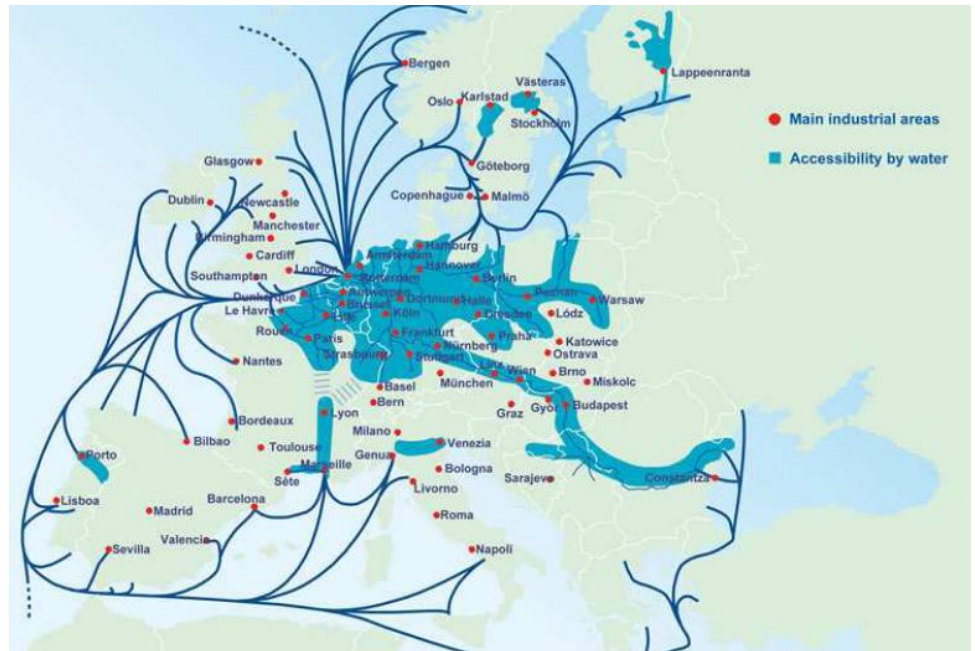 Bergen
Lappeenranta
Västeras
Oslo
Karlstad
Stockholm
Main industrial areas
Accessibility by water
Glasgow
Göteborg
Dublin
Newcastle
Copenhague
Malmö
Manchester
Birmingham
Hamburg
Cardiff
Amsterdam
London
Hannover
Southampton
Rotterdam
Berlin
Dunkerque
Antwerpen
Dortmund
Halle
Poznan
Warsaw
Le Havre
Brussel
Lille
Köln
Dresden
Lódz
Rouen
Paris
Frankfurt
Praha
Katowice
Nürnberg
Ostrava
Strasbourg
Stuttgart
Nantes
Linz
Wien
Brno
Miskolc
München
Basel
Bern
Graz
Györ
Budapest
Lyon
Bordeaux
Milano
Bilbao
Toulouse
Venezia
Porto
Genua
Marseille
Bologna
Séte
Sarajevo
Constantza
Livorno
Lisboa
Barcelona
Madrid
Roma
Valencia
Sevilla
Napoli